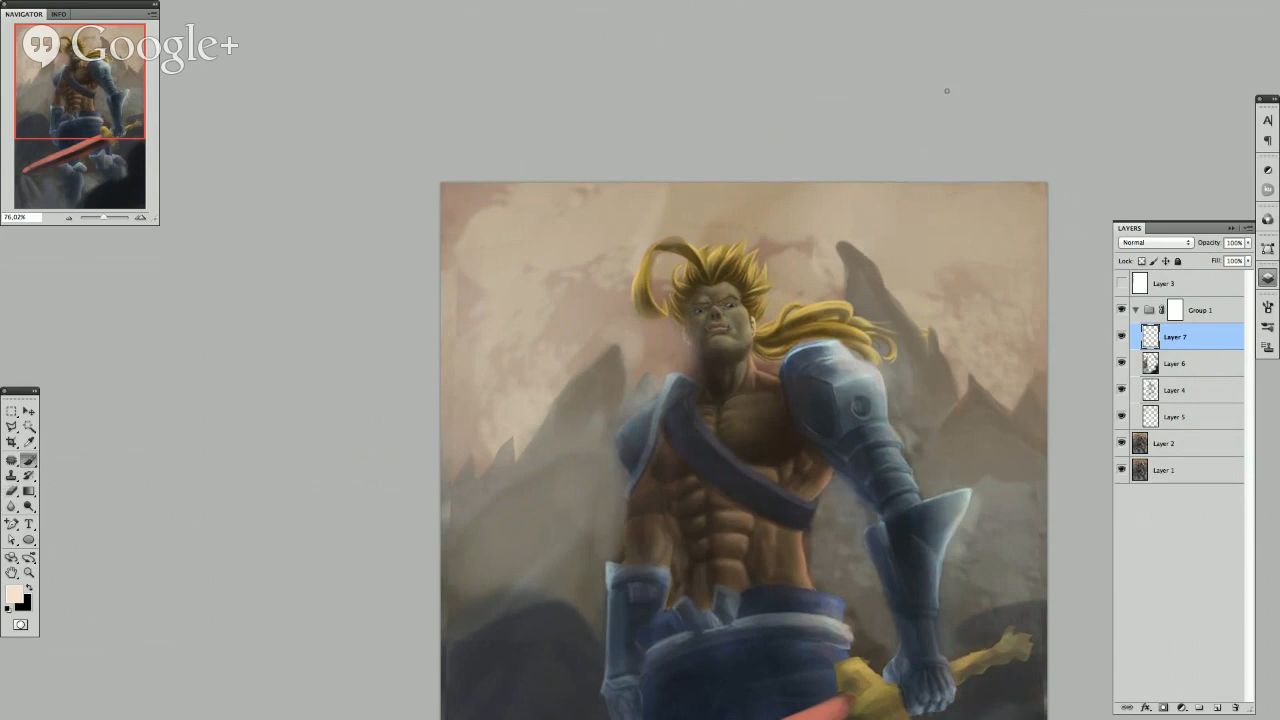 NAVIGATOR
INFO
Google+
76,02%
LAYERS
Normal
Opacity: 100%
Lock:
Fill: 100%
Layer 3
Group 1
Layer 7
Layer 6
Layer 4
Layer 5
Layer 2
Layer 1